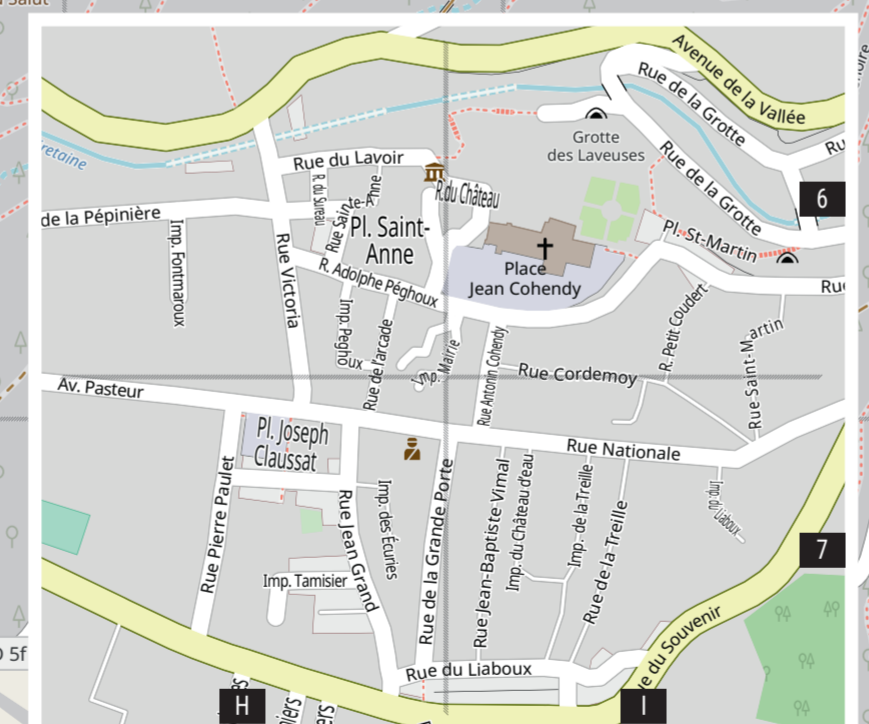 Avenue de la Vallée
Rue de la Grotte
Grotte
des Laveuses
Rue du Lavoir
Rue de la Grotte
6
R.du Château
R. du Sureau
Rue Sainte-Anne
de la Pépinière
Imp. Fontmaroux
Pl. Saint-
Anne
Pl. St-Martin
Place
Jean Cohendy
Rue Victoria
R. Adolphe Péghoux
Imp. Peghoux
Rue de l'arcade
Imp. Mairie
Rue Antonin Cohendy
R. Petit Coudert
Rue-Saint-Martin
Rue Cordemoy
Av. Pasteur
Pl. Joseph
Claussat
Rue Nationale
Rue Pierre Paulet
Rue Jean Grand
Imp. des Écuries
Rue de la Grande Porte
Rue-Jean-Baptiste-Vimal
Imp. du Château d'eau
Imp. de la Treille
Rue de la Treille
Imp. du Liaboux
7
Imp. Tamisier
Rue du Liaboux
ue du Souvenir
H
I